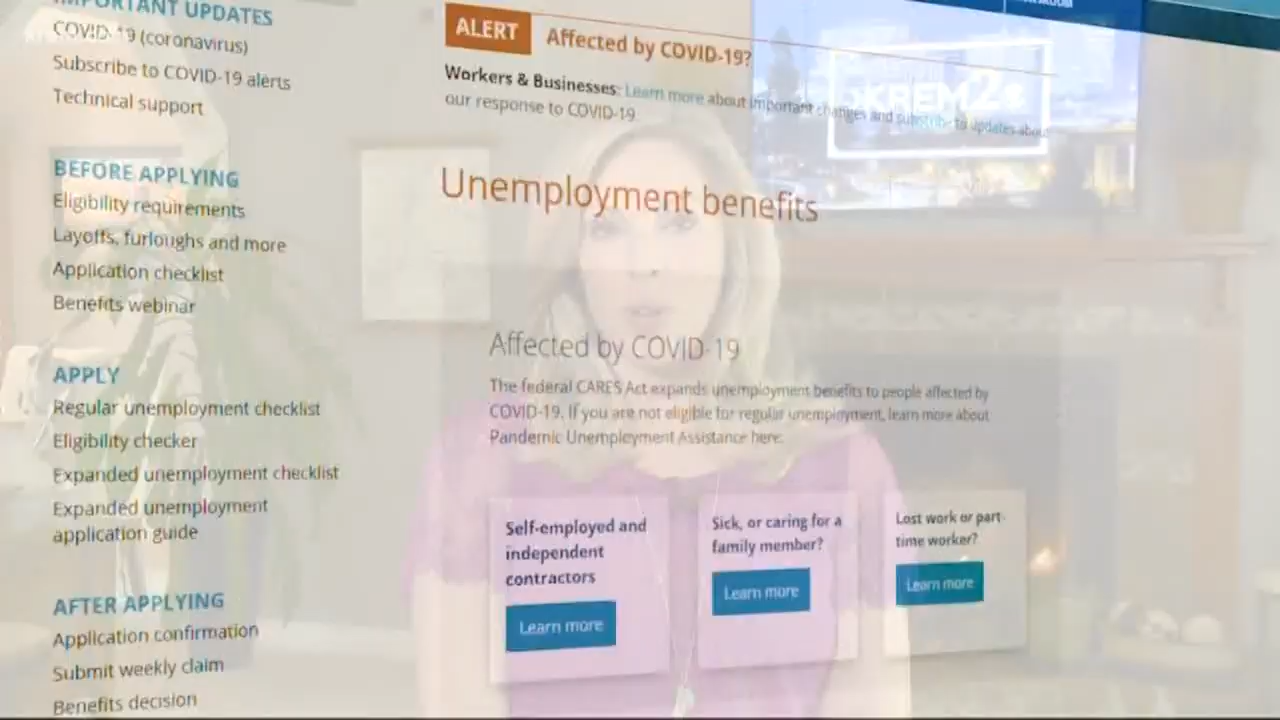 IMPORTANT UPDATES
COVID-19 (coronavirus)
Subscribe to COVID-19 alerts
Technical support
BEFORE APPLYING
Eligibility requirements
Layoffs, furloughs and more
Application checklist
Benefits webinar
APPLY
Regular unemployment checklist
Eligibility checker
Expanded unemployment checklist
Expanded unemployment
application guide
AFTER APPLYING
Application confirmation
Submit weekly claim
Benefits decision
ALERT Affected by COVID-19?
Workers & Businesses: Learn more about important changes and subscribe to updates about
our response to COVID-19.
KREM2
Unemployment benefits
Affected by COVID-19
The federal CARES Act expands unemployment benefits to people affected by
COVID-19. If you are not eligible for regular unemployment, learn more about
Pandemic Unemployment Assistance here.
Self-employed and
independent
contractors
Learn more
Sick, or caring for a
family member?
Learn more
Lost work or part-
time worker?
Learn more